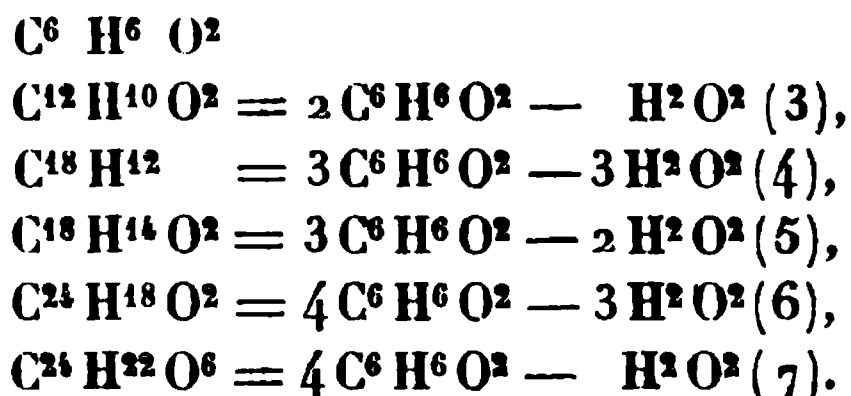 C⁶ H⁶ O²
C¹² H¹⁰ O² = 2 C⁶ H⁶ O² — H² O² (3),
C¹⁸ H¹² = 3 C⁶ H⁶ O² — 3 H² O² (4),
C¹⁸ H¹⁴ O² = 3 C⁶ H⁶ O² — 2 H² O² (5),
C²⁴ H¹⁸ O² = 4 C⁶ H⁶ O² — 3 H² O² (6),
C²⁴ H²² O⁶ = 4 C⁶ H⁶ O² — H² O² (7).